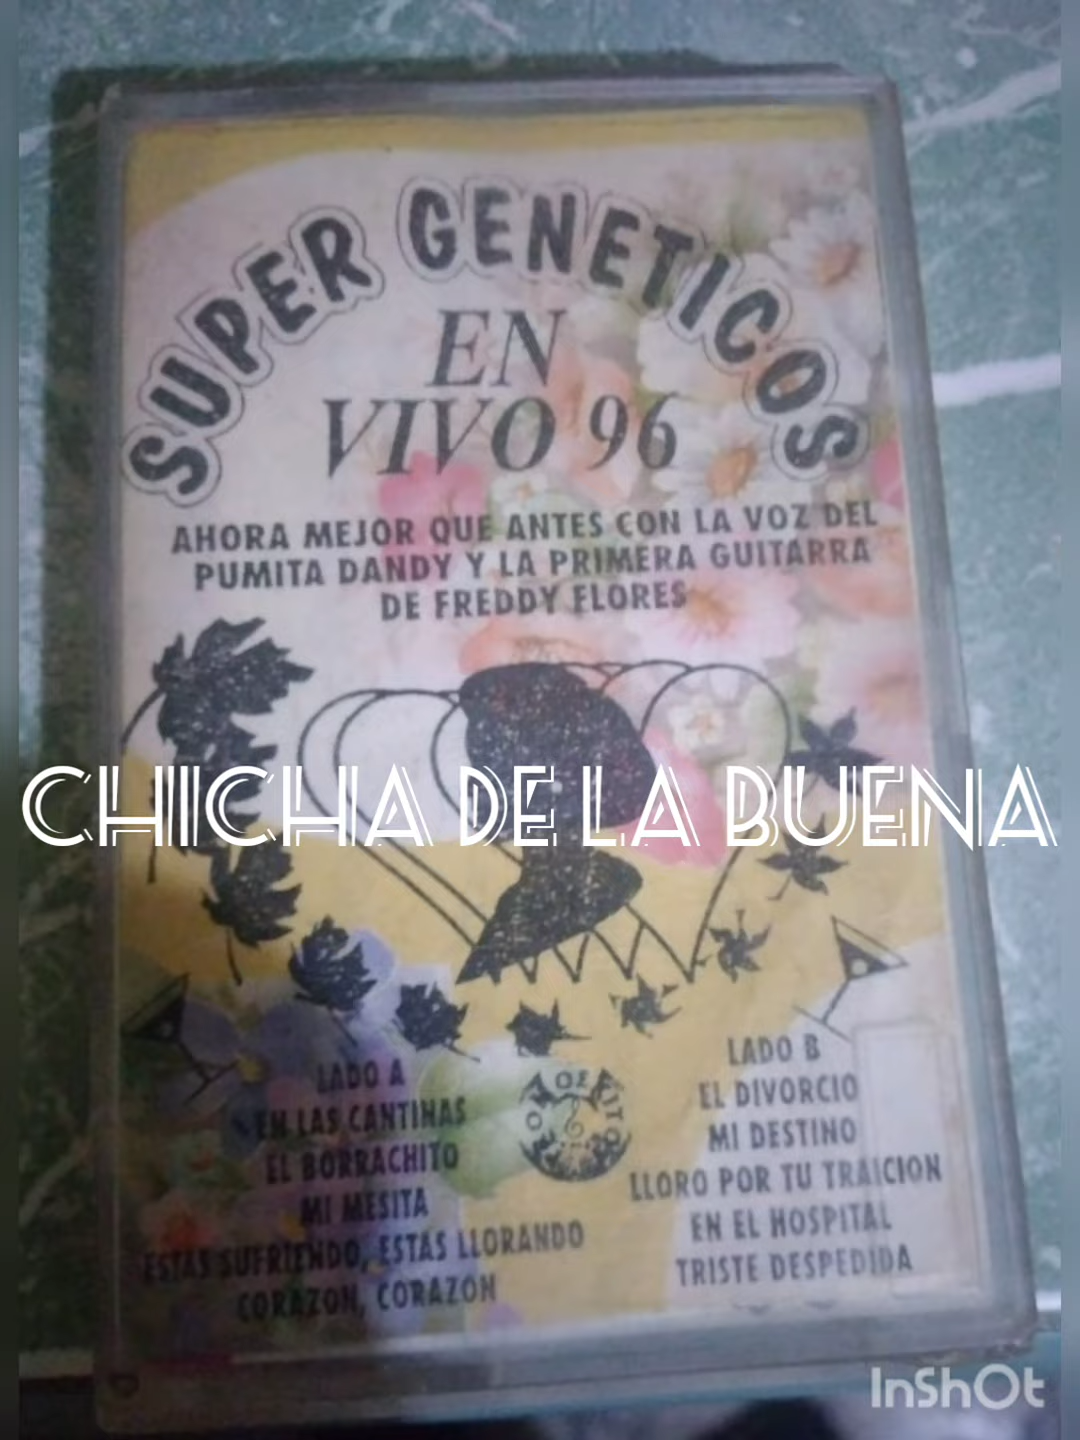 SUPER GENETICOS
EN
VIVO 96
AHORA MEJOR QUE ANTES CON LA VOZ DEL
PUMITA DANDY Y LA PRIMERA GUITARRA
DE FREDDY FLORES
CHICHA DE LA BUENA
LADO A
EN LAS CANTINAS
EL BORRACHITO
MI MESITA
ESTAS SUFRIENDO, ESTAS LLORANDO
CORAZON, CORAZON
LADO B
EL DIVORCIO
MI DESTINO
LLORO POR TU TRAICION
EN EL HOSPITAL
TRISTE DESPEDIDA
InShOt